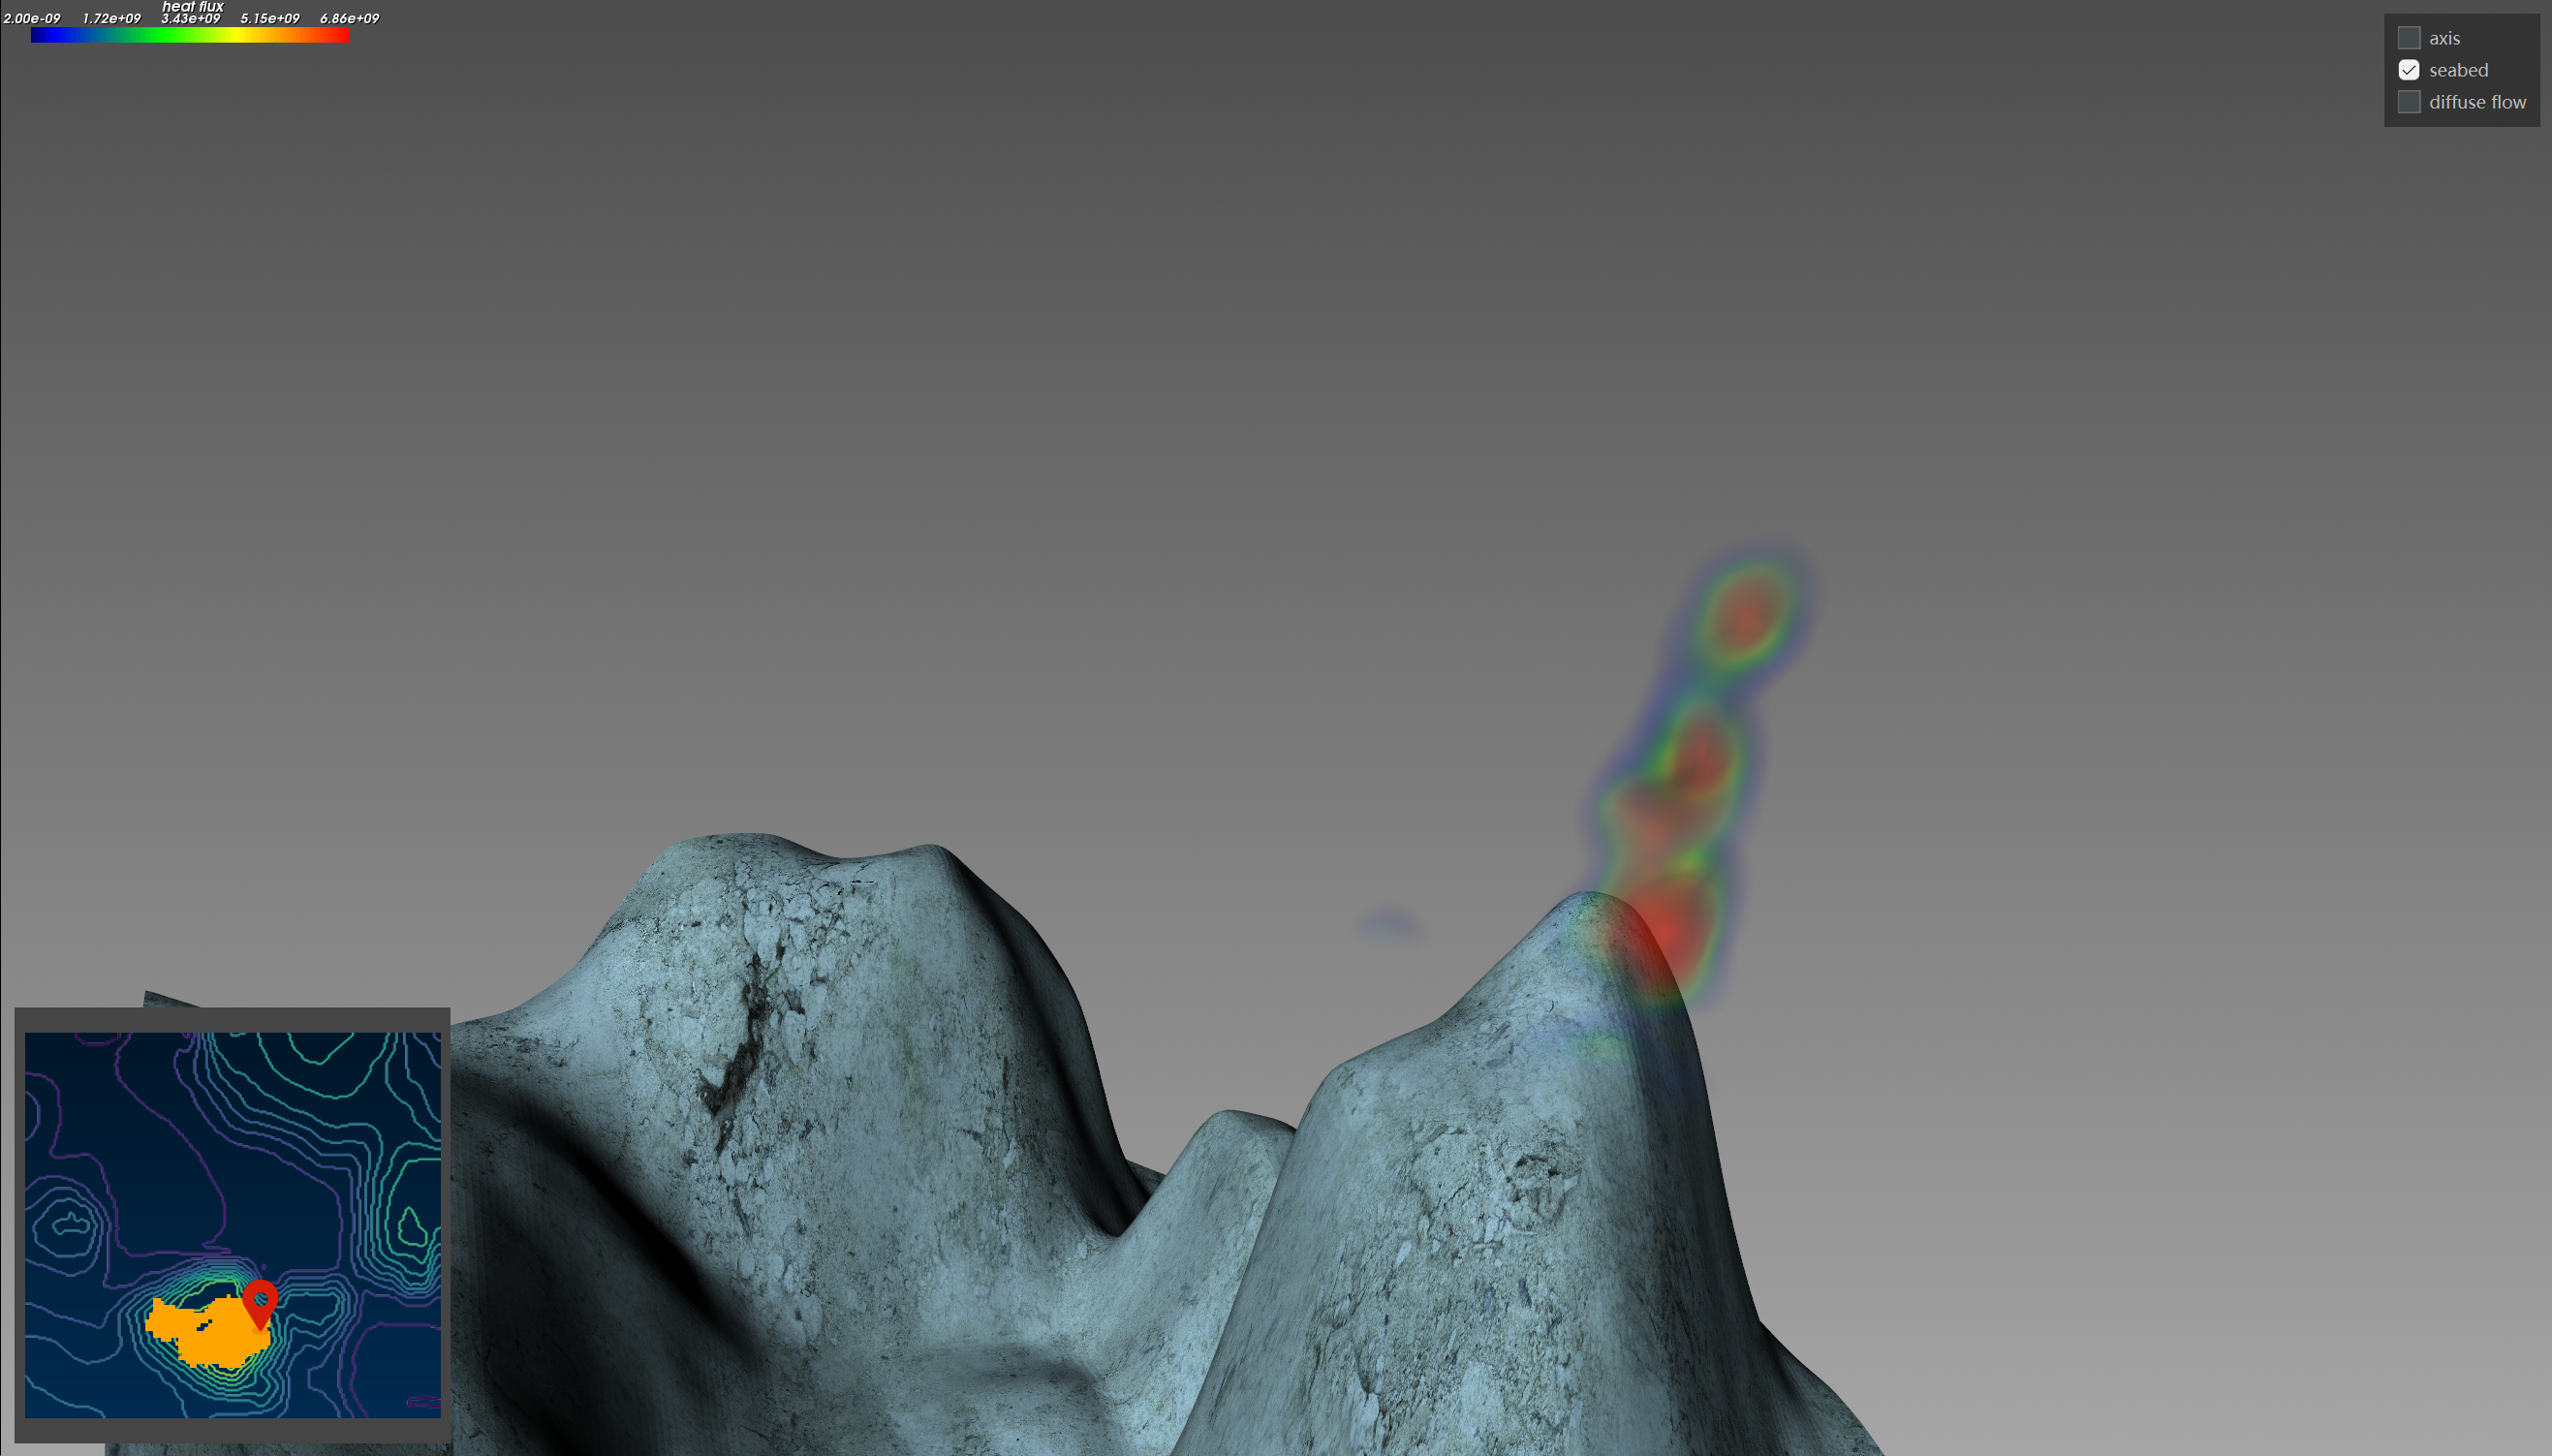 heat flux
2.00e-09 1.72e+09 3.43e+09 5.15e+09 6.86e+09
axis
seabed
diffuse flow